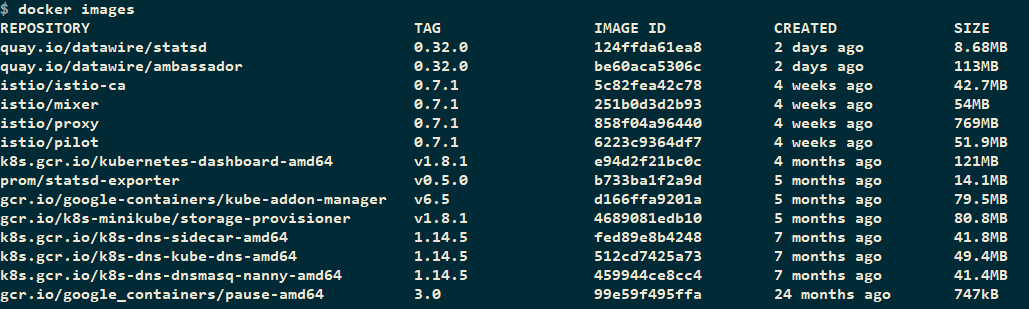 $ docker images
REPOSITORY TAG IMAGE ID CREATED SIZE
quay.io/datawire/statsd 0.32.0 124ffda61ea8 2 days ago 8.68MB
quay.io/datawire/ambassador 0.32.0 be60aca5306c 2 days ago 113MB
istio/istio-ca 0.7.1 5c82fea42c78 4 weeks ago 42.7MB
istio/mixer 0.7.1 251b0d3d2b93 4 weeks ago 54MB
istio/proxy 0.7.1 858f04a96440 4 weeks ago 769MB
istio/pilot 0.7.1 6223c9364df7 4 weeks ago 51.9MB
k8s.gcr.io/kubernetes-dashboard-amd64 v1.8.1 e94d2f21bc0c 4 months ago 121MB
prom/statsd-exporter v0.5.0 b733ba1f2a9d 5 months ago 14.1MB
gcr.io/google-containers/kube-addon-manager v6.5 d166ffa9201a 5 months ago 79.5MB
gcr.io/k8s-minikube/storage-provisioner v1.8.1 4689081edb10 5 months ago 80.8MB
k8s.gcr.io/k8s-dns-sidecar-amd64 1.14.5 fed89e8b4248 7 months ago 41.8MB
k8s.gcr.io/k8s-dns-kube-dns-amd64 1.14.5 512cd7425a73 7 months ago 49.4MB
k8s.gcr.io/k8s-dns-dnsmasq-nanny-amd64 1.14.5 459944ce8cc4 7 months ago 41.4MB
gcr.io/google_containers/pause-amd64 3.0 99e59f495ffa 24 months ago 747kB